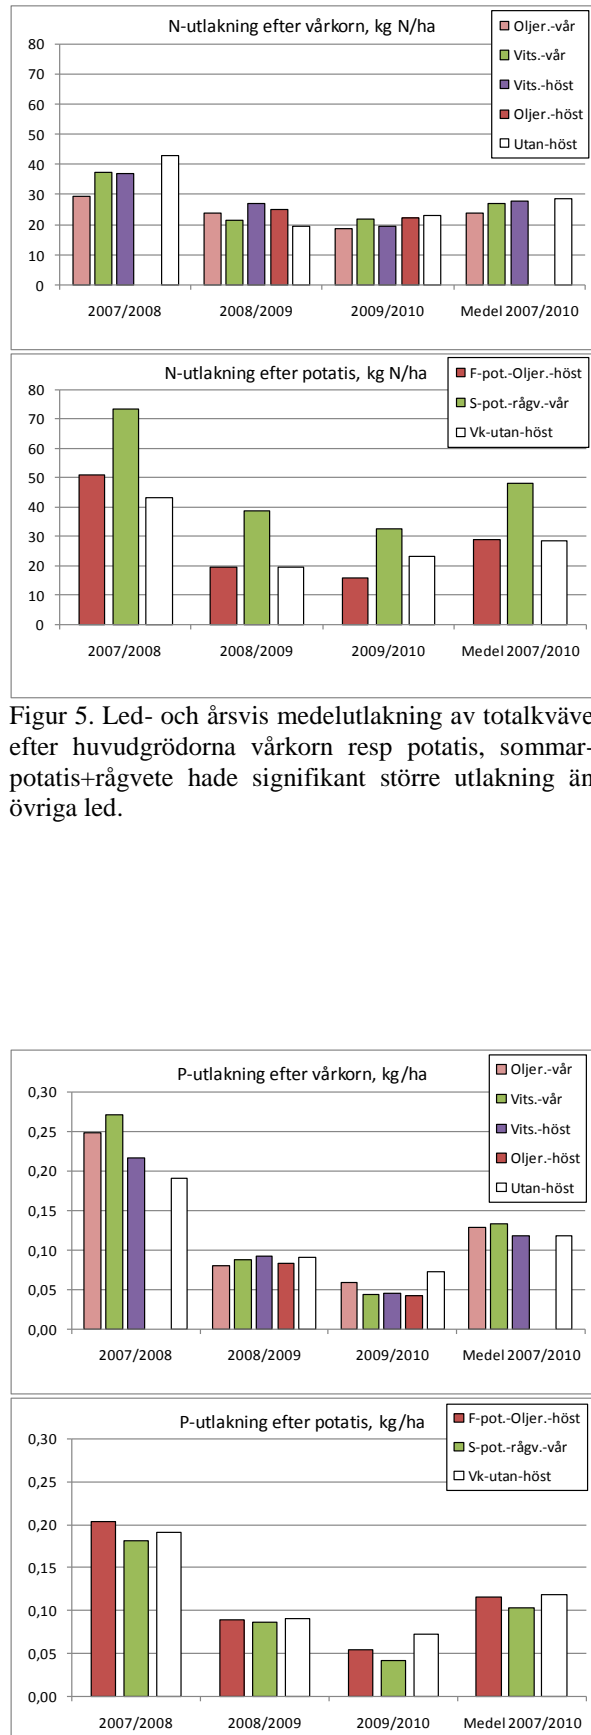 N-utlakning efter vårkorn, kg N/ha
Oljer.-vår
Vits.-vår
Vits.-höst
Oljer.-höst
Utan-höst
80
70
60
50
40
30
20
10
0
2007/2008 2008/2009 2009/2010 Medel 2007/2010
N-utlakning efter potatis, kg N/ha
F-pot.-Oljer.-höst
S-pot.-rågv.-vår
Vk-utan-höst
80
70
60
50
40
30
20
10
0
2007/2008 2008/2009 2009/2010 Medel 2007/2010
Figur 5. Led- och årsvis medelutlakning av totalkväve
efter huvudgrödorna vårkorn resp potatis, sommar-
potatis+rågvete hade signifikant större utlakning än
övriga led.
P-utlakning efter vårkorn, kg/ha
Oljer.-vår
Vits.-vår
Vits.-höst
Oljer.-höst
Utan-höst
0,30
0,25
0,20
0,15
0,10
0,05
0,00
2007/2008 2008/2009 2009/2010 Medel 2007/2010
P-utlakning efter potatis, kg/ha
F-pot.-Oljer.-höst
S-pot.-rågv.-vår
Vk-utan-höst
0,30
0,25
0,20
0,15
0,10
0,05
0,00
2007/2008 2008/2009 2009/2010 Medel 2007/2010